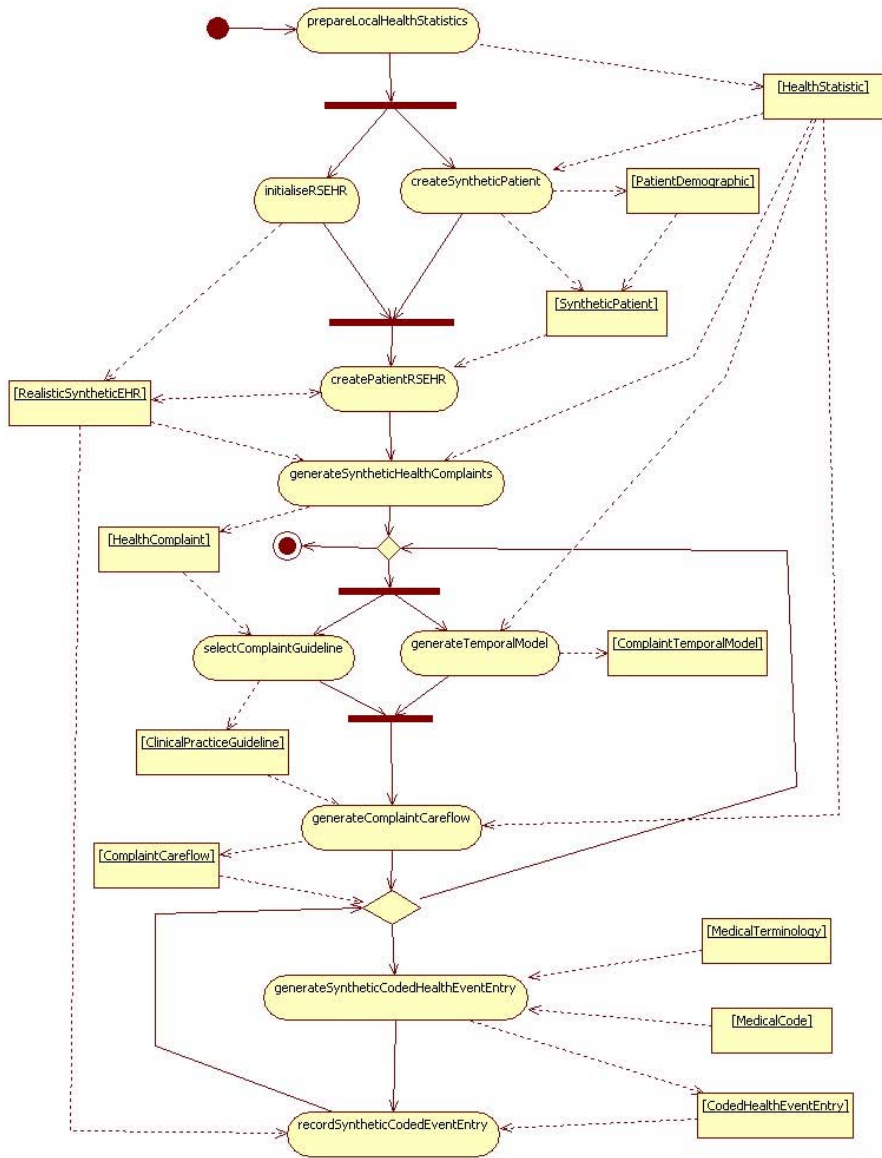 prepareLocalHealthStatistics
[HealthStatistic]
initialiseRSEHR
createSyntheticPatient
[PatientDemographic]
[SyntheticPatient]
createPatientRSEHR
[RealisticSyntheticEHR]
generateSyntheticHealthComplaints
[HealthComplaint]
selectComplaintGuideline
generateTemporalModel
[ComplaintTemporalModel]
[ClinicalPracticeGuideline]
generateComplaintCareflow
[ComplaintCareflow]
[MedicalTerminology]
generateSyntheticCodedHealthEventEntry
[MedicalCode]
[CodedHealthEventEntry]
recordSyntheticCodedEventEntry